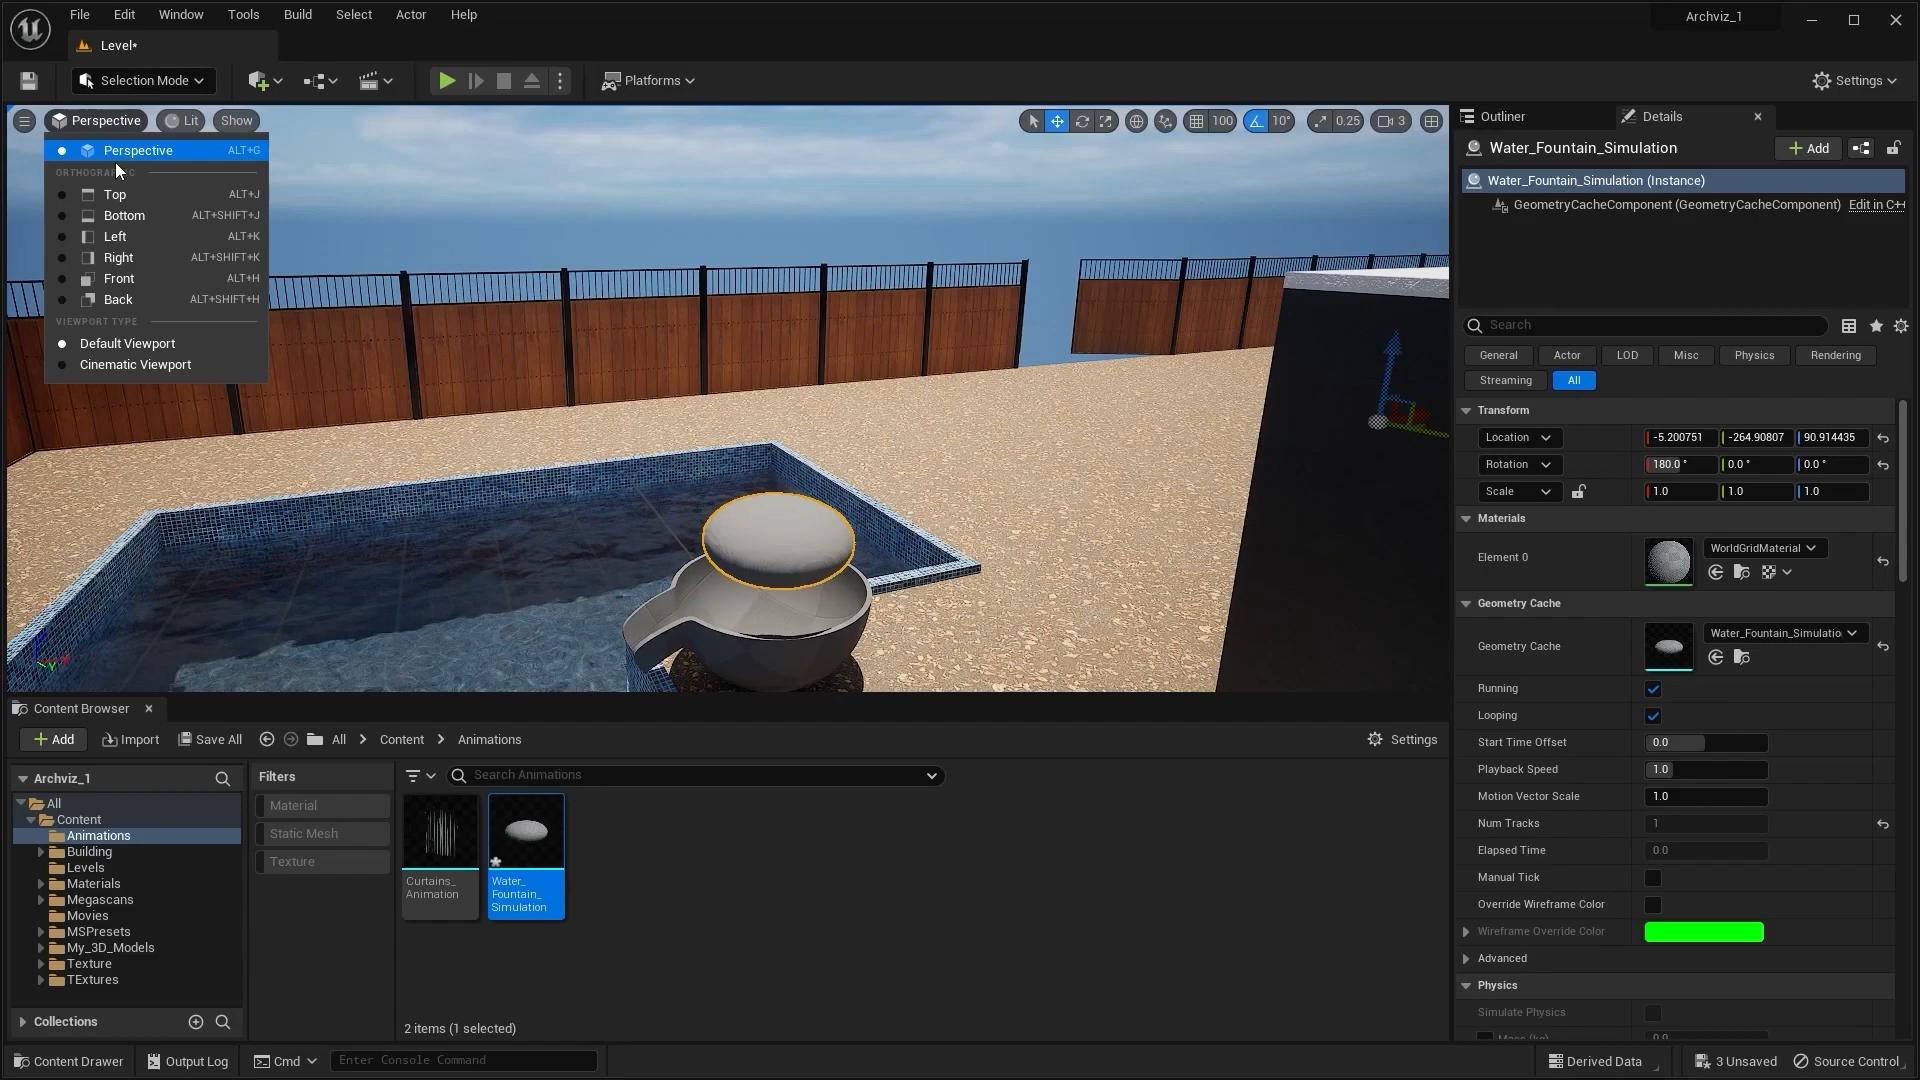 File Edit Window Tools Build Select Actor Help
Archviz_1
Level*
Selection Mode
Platforms
Settings
Perspective Lit Show
100 10° 0.25 3
Perspective ALT+G
Top ALT+J
Bottom ALT+SHIFT+J
Left ALT+K
Right ALT+SHIFT+K
Front ALT+H
Back ALT+SHIFT+H
VIEWPORT TYPE
Default Viewport
Cinematic Viewport
Outliner Details
Water_Fountain_Simulation Add
Water_Fountain_Simulation (Instance)
GeometryCacheComponent (GeometryCacheComponent) Edit in C++
Search
General Actor LOD Misc Physics Rendering
Streaming All
Transform
Location -5.200751 -264.90807 90.914435
Rotation 180.0 ° 0.0 ° 0.0 °
Scale 1.0 1.0 1.0
Materials
Element 0 WorldGridMaterial
Geometry Cache
Geometry Cache Water_Fountain_Simulatio
Running
Looping
Start Time Offset 0.0
Playback Speed 1.0
Motion Vector Scale 1.0
Num Tracks 1
Elapsed Time 0.0
Manual Tick
Override Wireframe Color
Wireframe Override Color
Advanced
Physics
Simulate Physics
Content Browser
Add Import Save All All Content Animations Settings
Archviz_1
All
Content
Animations
Building
Levels
Materials
Megascans
Movies
MSPresets
My_3D_Models
Texture
TExtures
Collections
Filters
Material
Static Mesh
Texture
Search Animations
Curtains_
Animation
Water_
Fountain_
Simulation
2 items (1 selected)
Content Drawer Output Log Cmd Enter Console Command Derived Data 3 Unsaved Source Control